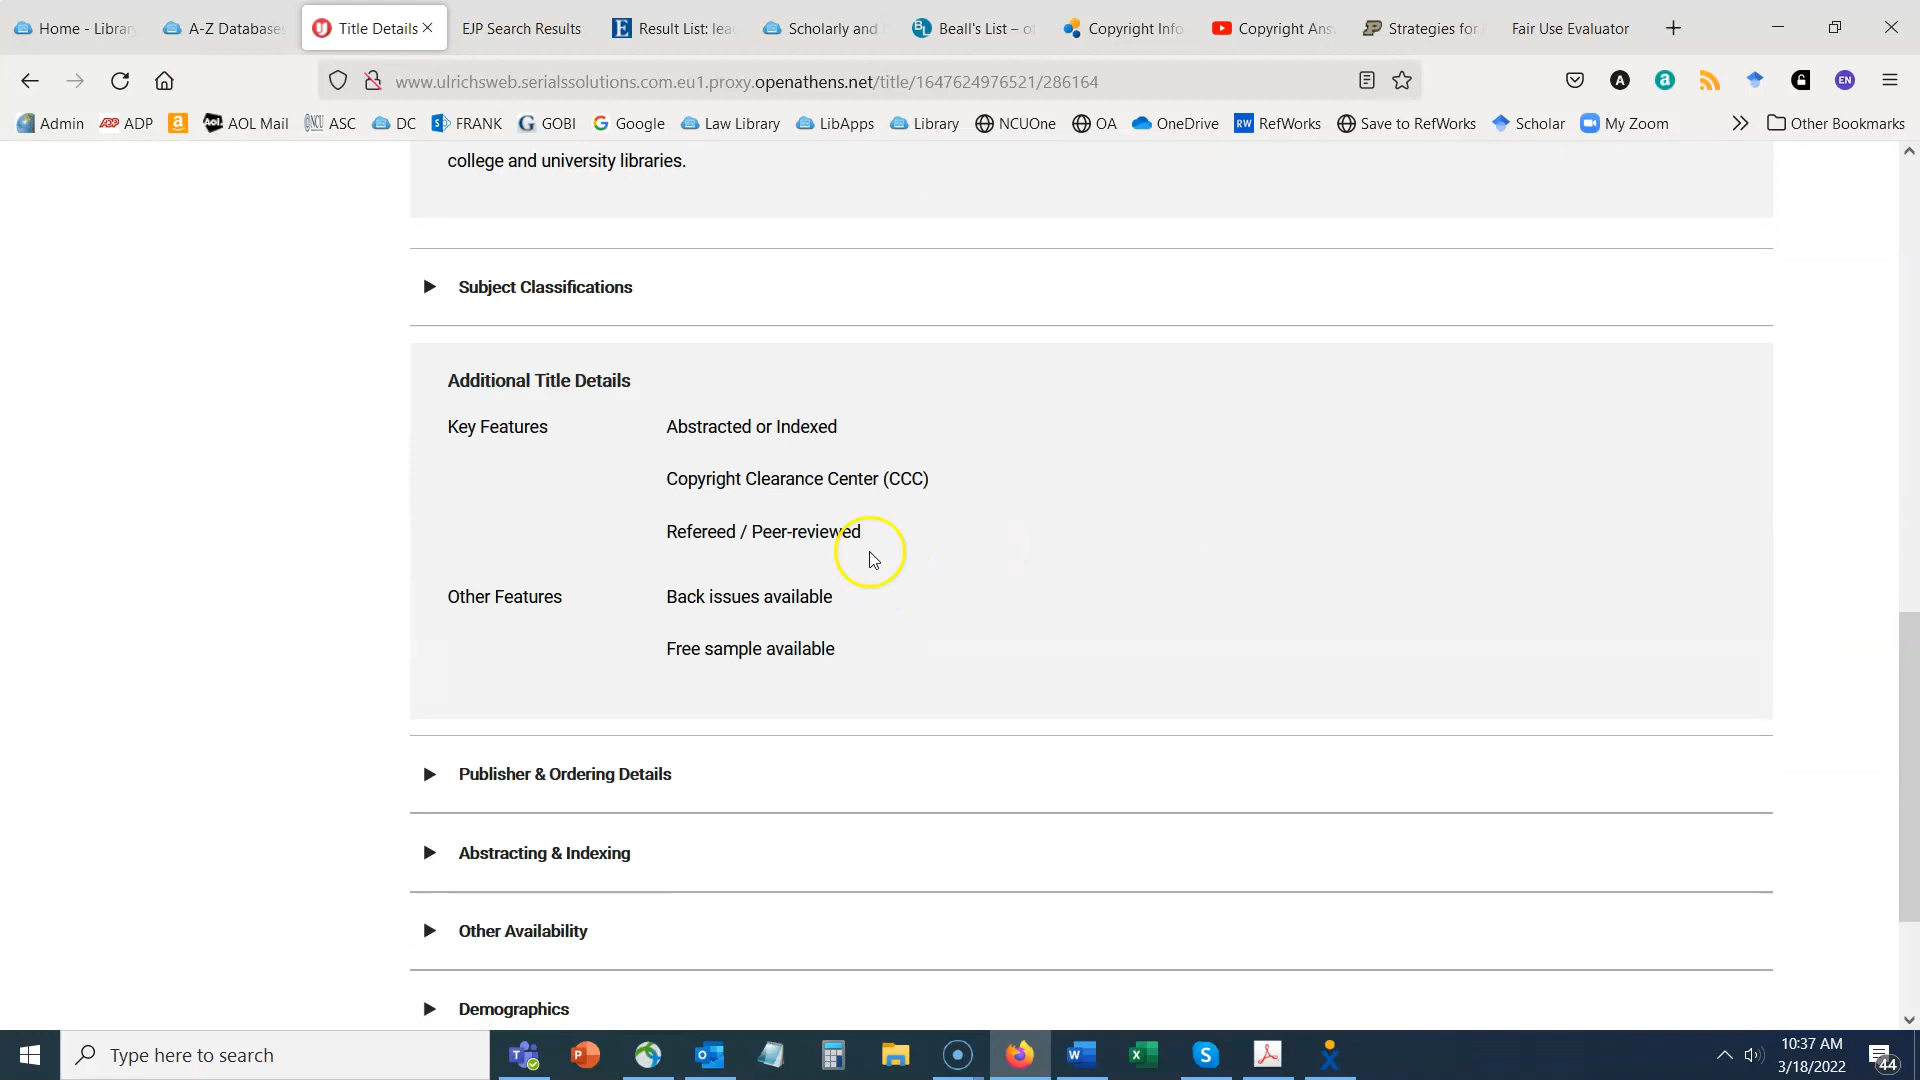 Home - Library
A-Z Databases
Title Details
EJP Search Results
Result List: lea
Scholarly and
Beall's List – o
Copyright Info
Copyright Ans
Strategies for
Fair Use Evaluator
www.ulrichsweb.serialssolutions.com.eu1.proxy.openathens.net/title/1647624976521/286164
A
a
EN
Admin
ADP
AOL Mail
ASC
DC
FRANK
GOBI
Google
Law Library
LibApps
Library
NCUOne
OA
OneDrive
RW
RefWorks
Save to RefWorks
Scholar
My Zoom
Other Bookmarks
college and university libraries.
Subject Classifications
Additional Title Details
Key Features
Abstracted or Indexed
Copyright Clearance Center (CCC)
Refereed / Peer-reviewed
Other Features
Back issues available
Free sample available
Publisher & Ordering Details
Abstracting & Indexing
Other Availability
Demographics
Type here to search
10:37 AM
3/18/2022
44